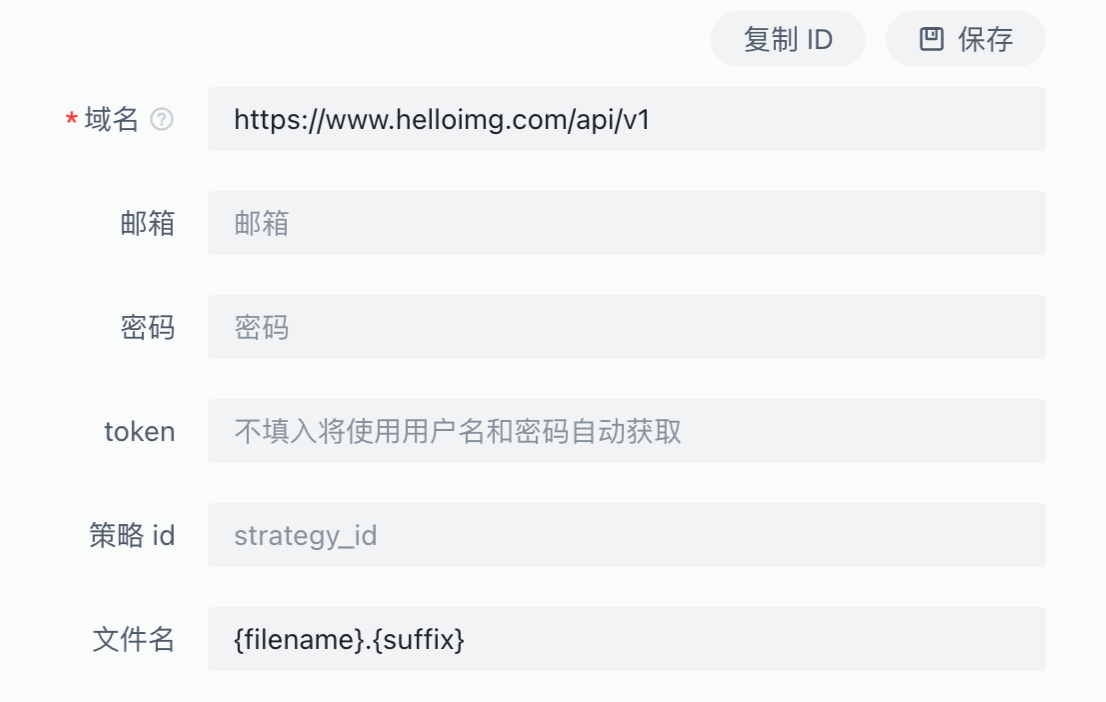 复制 ID 保存
* 域名 ? https://www.helloimg.com/api/v1
邮箱 邮箱
密码 密码
token 不填入将使用用户名和密码自动获取
策略 id strategy_id
文件名 {filename}.{suffix}